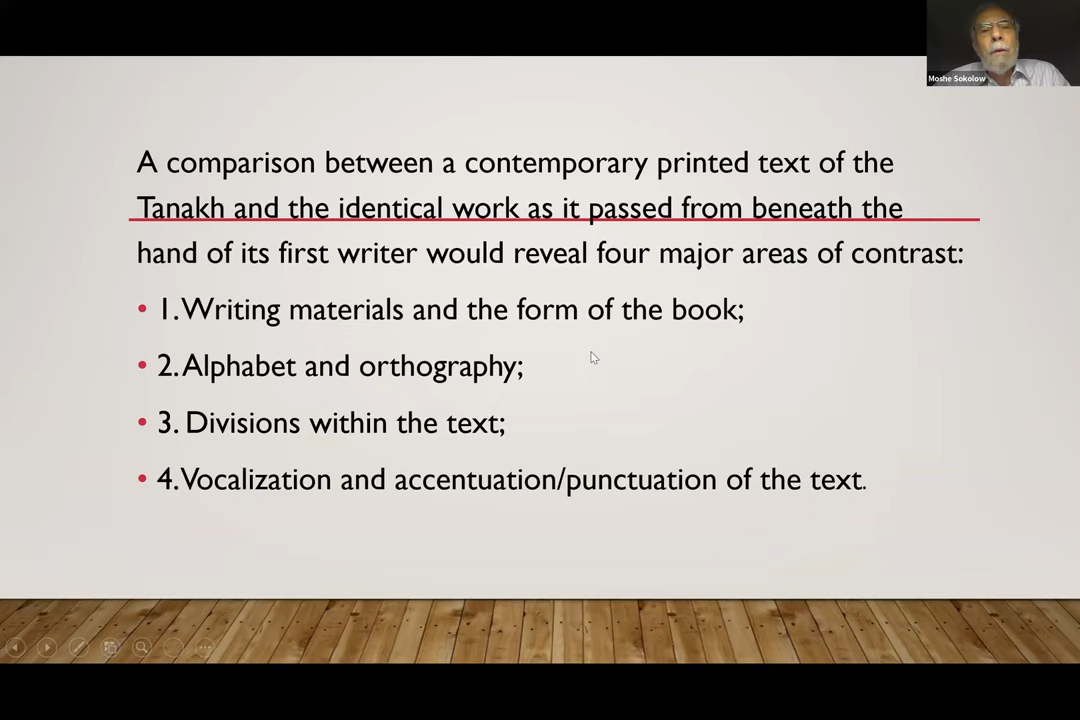 Moshe Sokolow
A comparison between a contemporary printed text of the
Tanakh and the identical work as it passed from beneath the
hand of its first writer would reveal four major areas of contrast:
• 1. Writing materials and the form of the book;
• 2. Alphabet and orthography;
• 3. Divisions within the text;
• 4. Vocalization and accentuation/punctuation of the text.